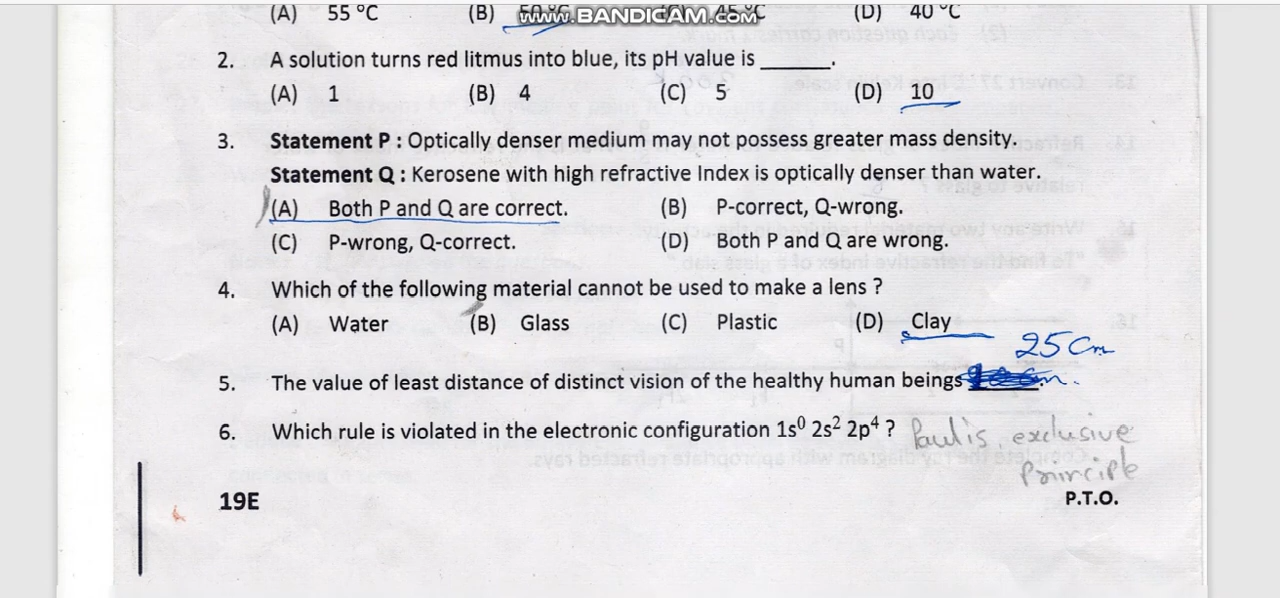 (A) 55 °C (B) 50 °C (C) 45 °C (D) 40 °C
www.BANDICAM.com
2. A solution turns red litmus into blue, its pH value is ______.
(A) 1 (B) 4 (C) 5 (D) 10
3. Statement P : Optically denser medium may not possess greater mass density.
Statement Q : Kerosene with high refractive Index is optically denser than water.
(A) Both P and Q are correct. (B) P-correct, Q-wrong.
(C) P-wrong, Q-correct. (D) Both P and Q are wrong.
4. Which of the following material cannot be used to make a lens ?
(A) Water (B) Glass (C) Plastic (D) Clay
25 Cm
5. The value of least distance of distinct vision of the healthy human beings
6. Which rule is violated in the electronic configuration 1s⁰ 2s² 2p⁴ ? Paulis exclusive
Principle
19E P.T.O.